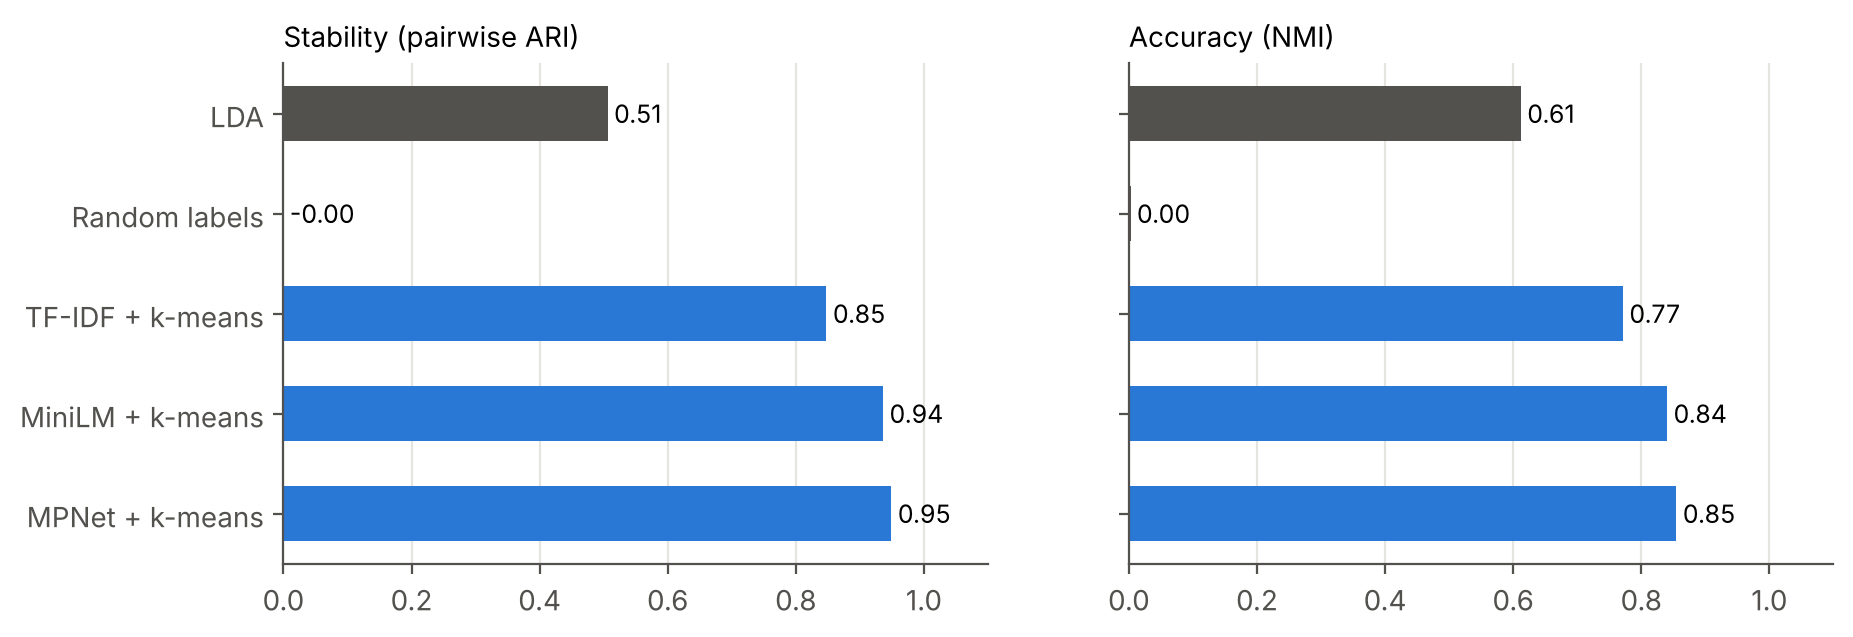 Stability (pairwise ARI)
LDA
0.51
Random labels
-0.00
TF-IDF + k-means
0.85
MiniLM + k-means
0.94
MPNet + k-means
0.95
0.0 0.2 0.4 0.6 0.8 1.0
Accuracy (NMI)
0.61
0.00
0.77
0.84
0.85
0.0 0.2 0.4 0.6 0.8 1.0